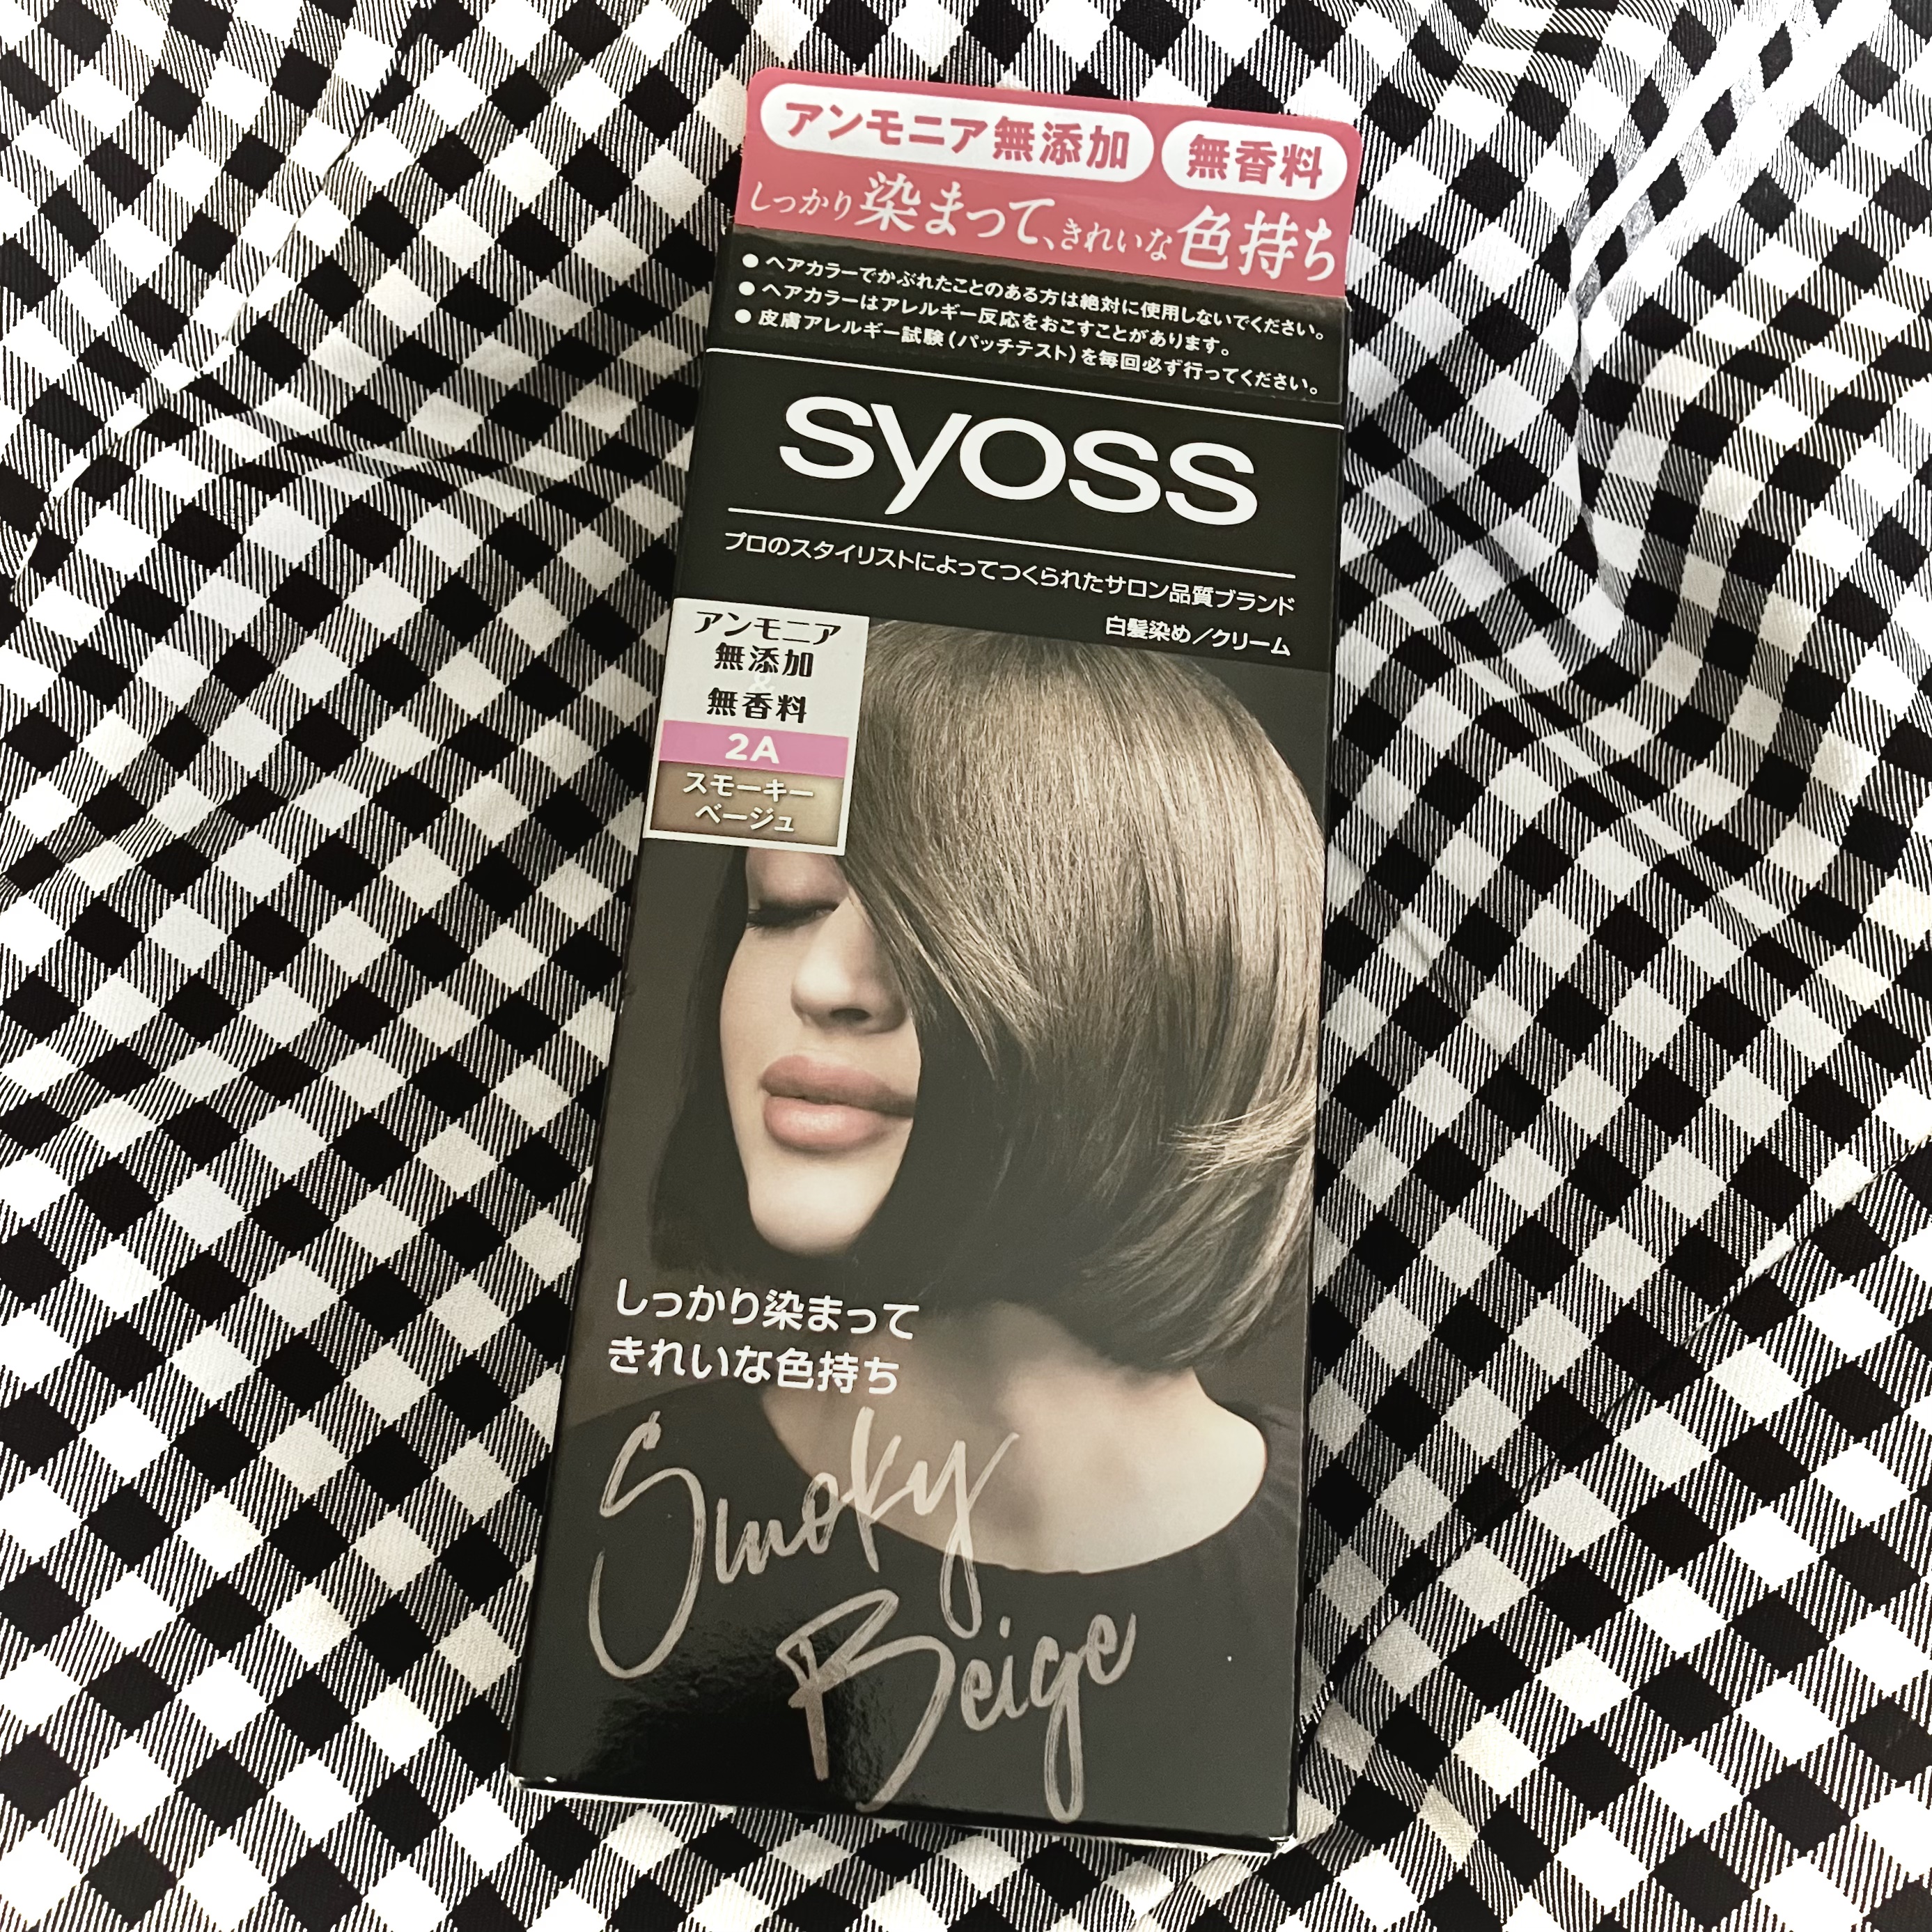 アンモニア無添加 無香料
しっかり染まって、きれいな色持ち
● ヘアカラーでかぶれたことのある方は絶対に使用しないでください。
● ヘアカラーはアレルギー反応をおこすことがあります。
● 皮膚アレルギー試験(パッチテスト)を毎回必ず行ってください。
syoss
プロのスタイリストによってつくられたサロン品質ブランド
白髪染め/クリーム
アンモニア
無添加
&
無香料
2A
スモーキー
ベージュ
しっかり染まって
きれいな色持ち
Smoky
Beige